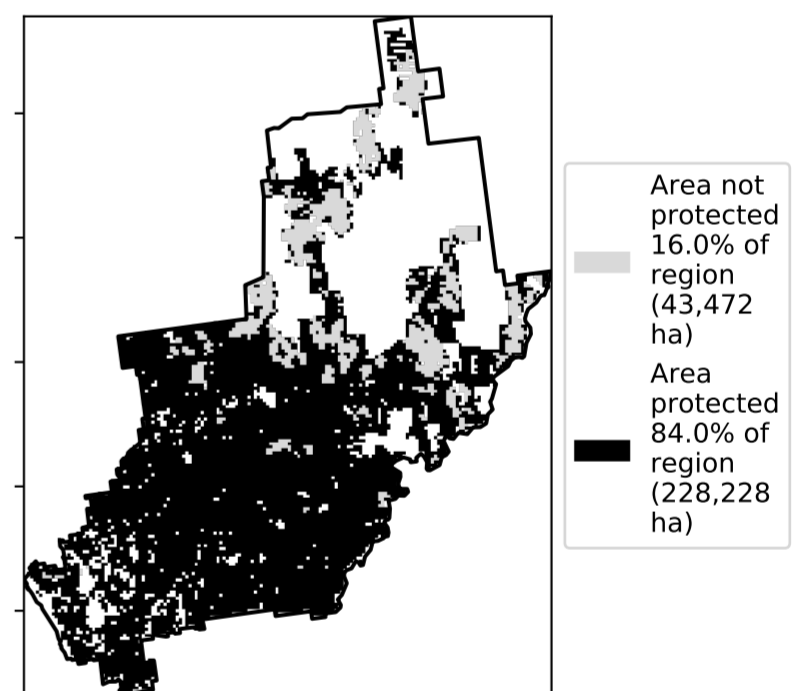 Area not
protected
16.0% of
region
(43,472
ha)
Area
protected
84.0% of
region
(228,228
ha)